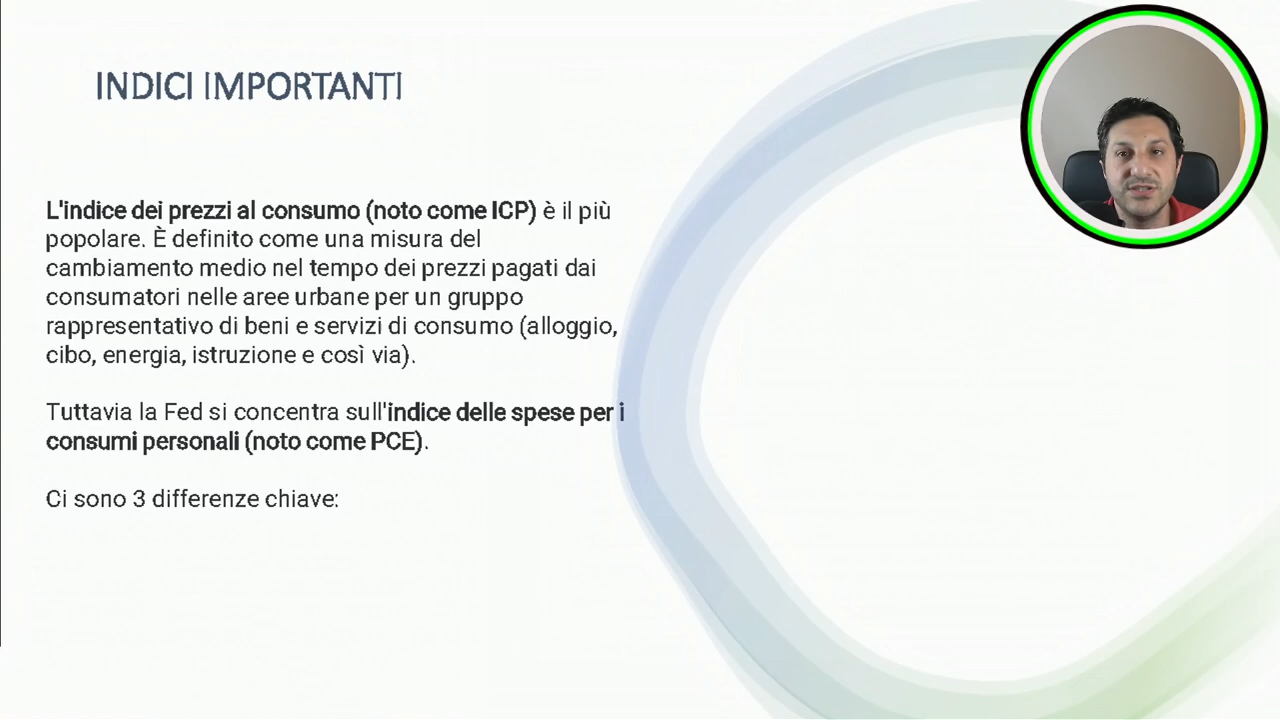 INDICI IMPORTANTI
L'indice dei prezzi al consumo (noto come ICP) è il più
popolare. È definito come una misura del
cambiamento medio nel tempo dei prezzi pagati dai
consumatori nelle aree urbane per un gruppo
rappresentativo di beni e servizi di consumo (alloggio,
cibo, energia, istruzione e così via).
Tuttavia la Fed si concentra sull'indice delle spese per i
consumi personali (noto come PCE).
Ci sono 3 differenze chiave: